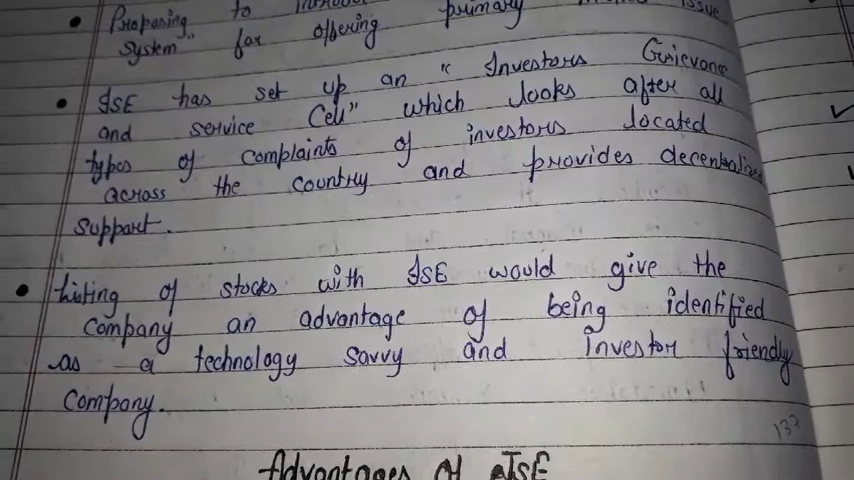 • Proposing to introduce primary issue
system" for offering primary
• ISE has set up an " Investors Grievance
and service Cell" which looks after all
types of complaints of investors located
across the country and provides decentralized
support.
• Listing of stocks with ISE would give the
company an advantage of being identified
as a technology savvy and investor friendly
company.
132
Advantages of ISE